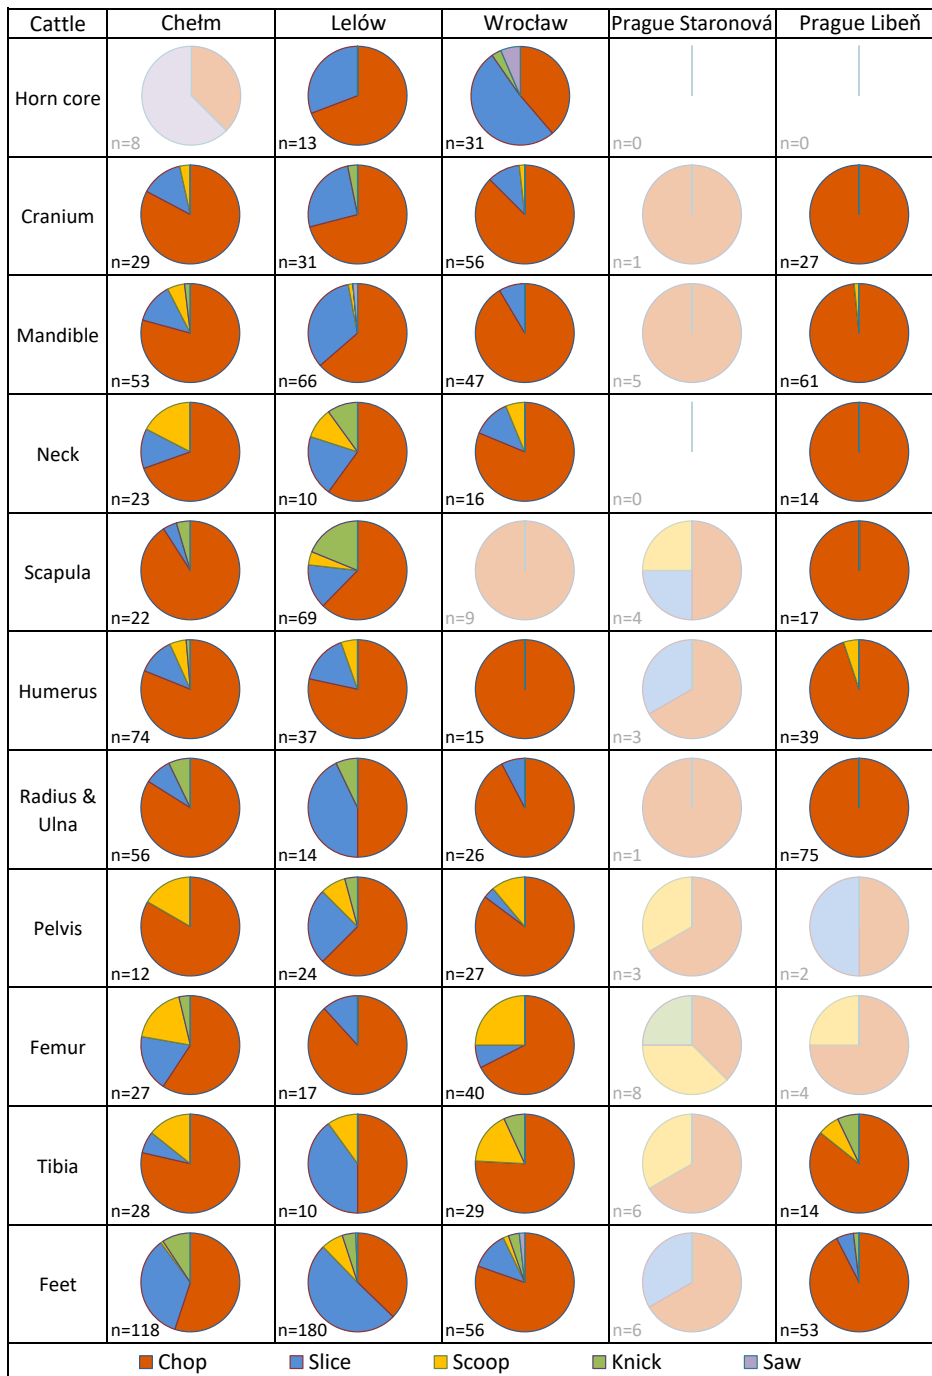 Cattle Chełm Lelów Wrocław Prague Staronová Prague Libeň
Horn core n=8 n=13 n=31 n=0 n=0
Cranium n=29 n=31 n=56 n=1 n=27
Mandible n=53 n=66 n=47 n=5 n=61
Neck n=23 n=10 n=16 n=0 n=14
Scapula n=22 n=69 n=9 n=4 n=17
Humerus n=74 n=37 n=15 n=3 n=39
Radius &
Ulna n=56 n=14 n=26 n=1 n=75
Pelvis n=12 n=24 n=27 n=3 n=2
Femur n=27 n=17 n=40 n=8 n=4
Tibia n=28 n=10 n=29 n=6 n=14
Feet n=118 n=180 n=56 n=6 n=53
Chop Slice Scoop Knick Saw